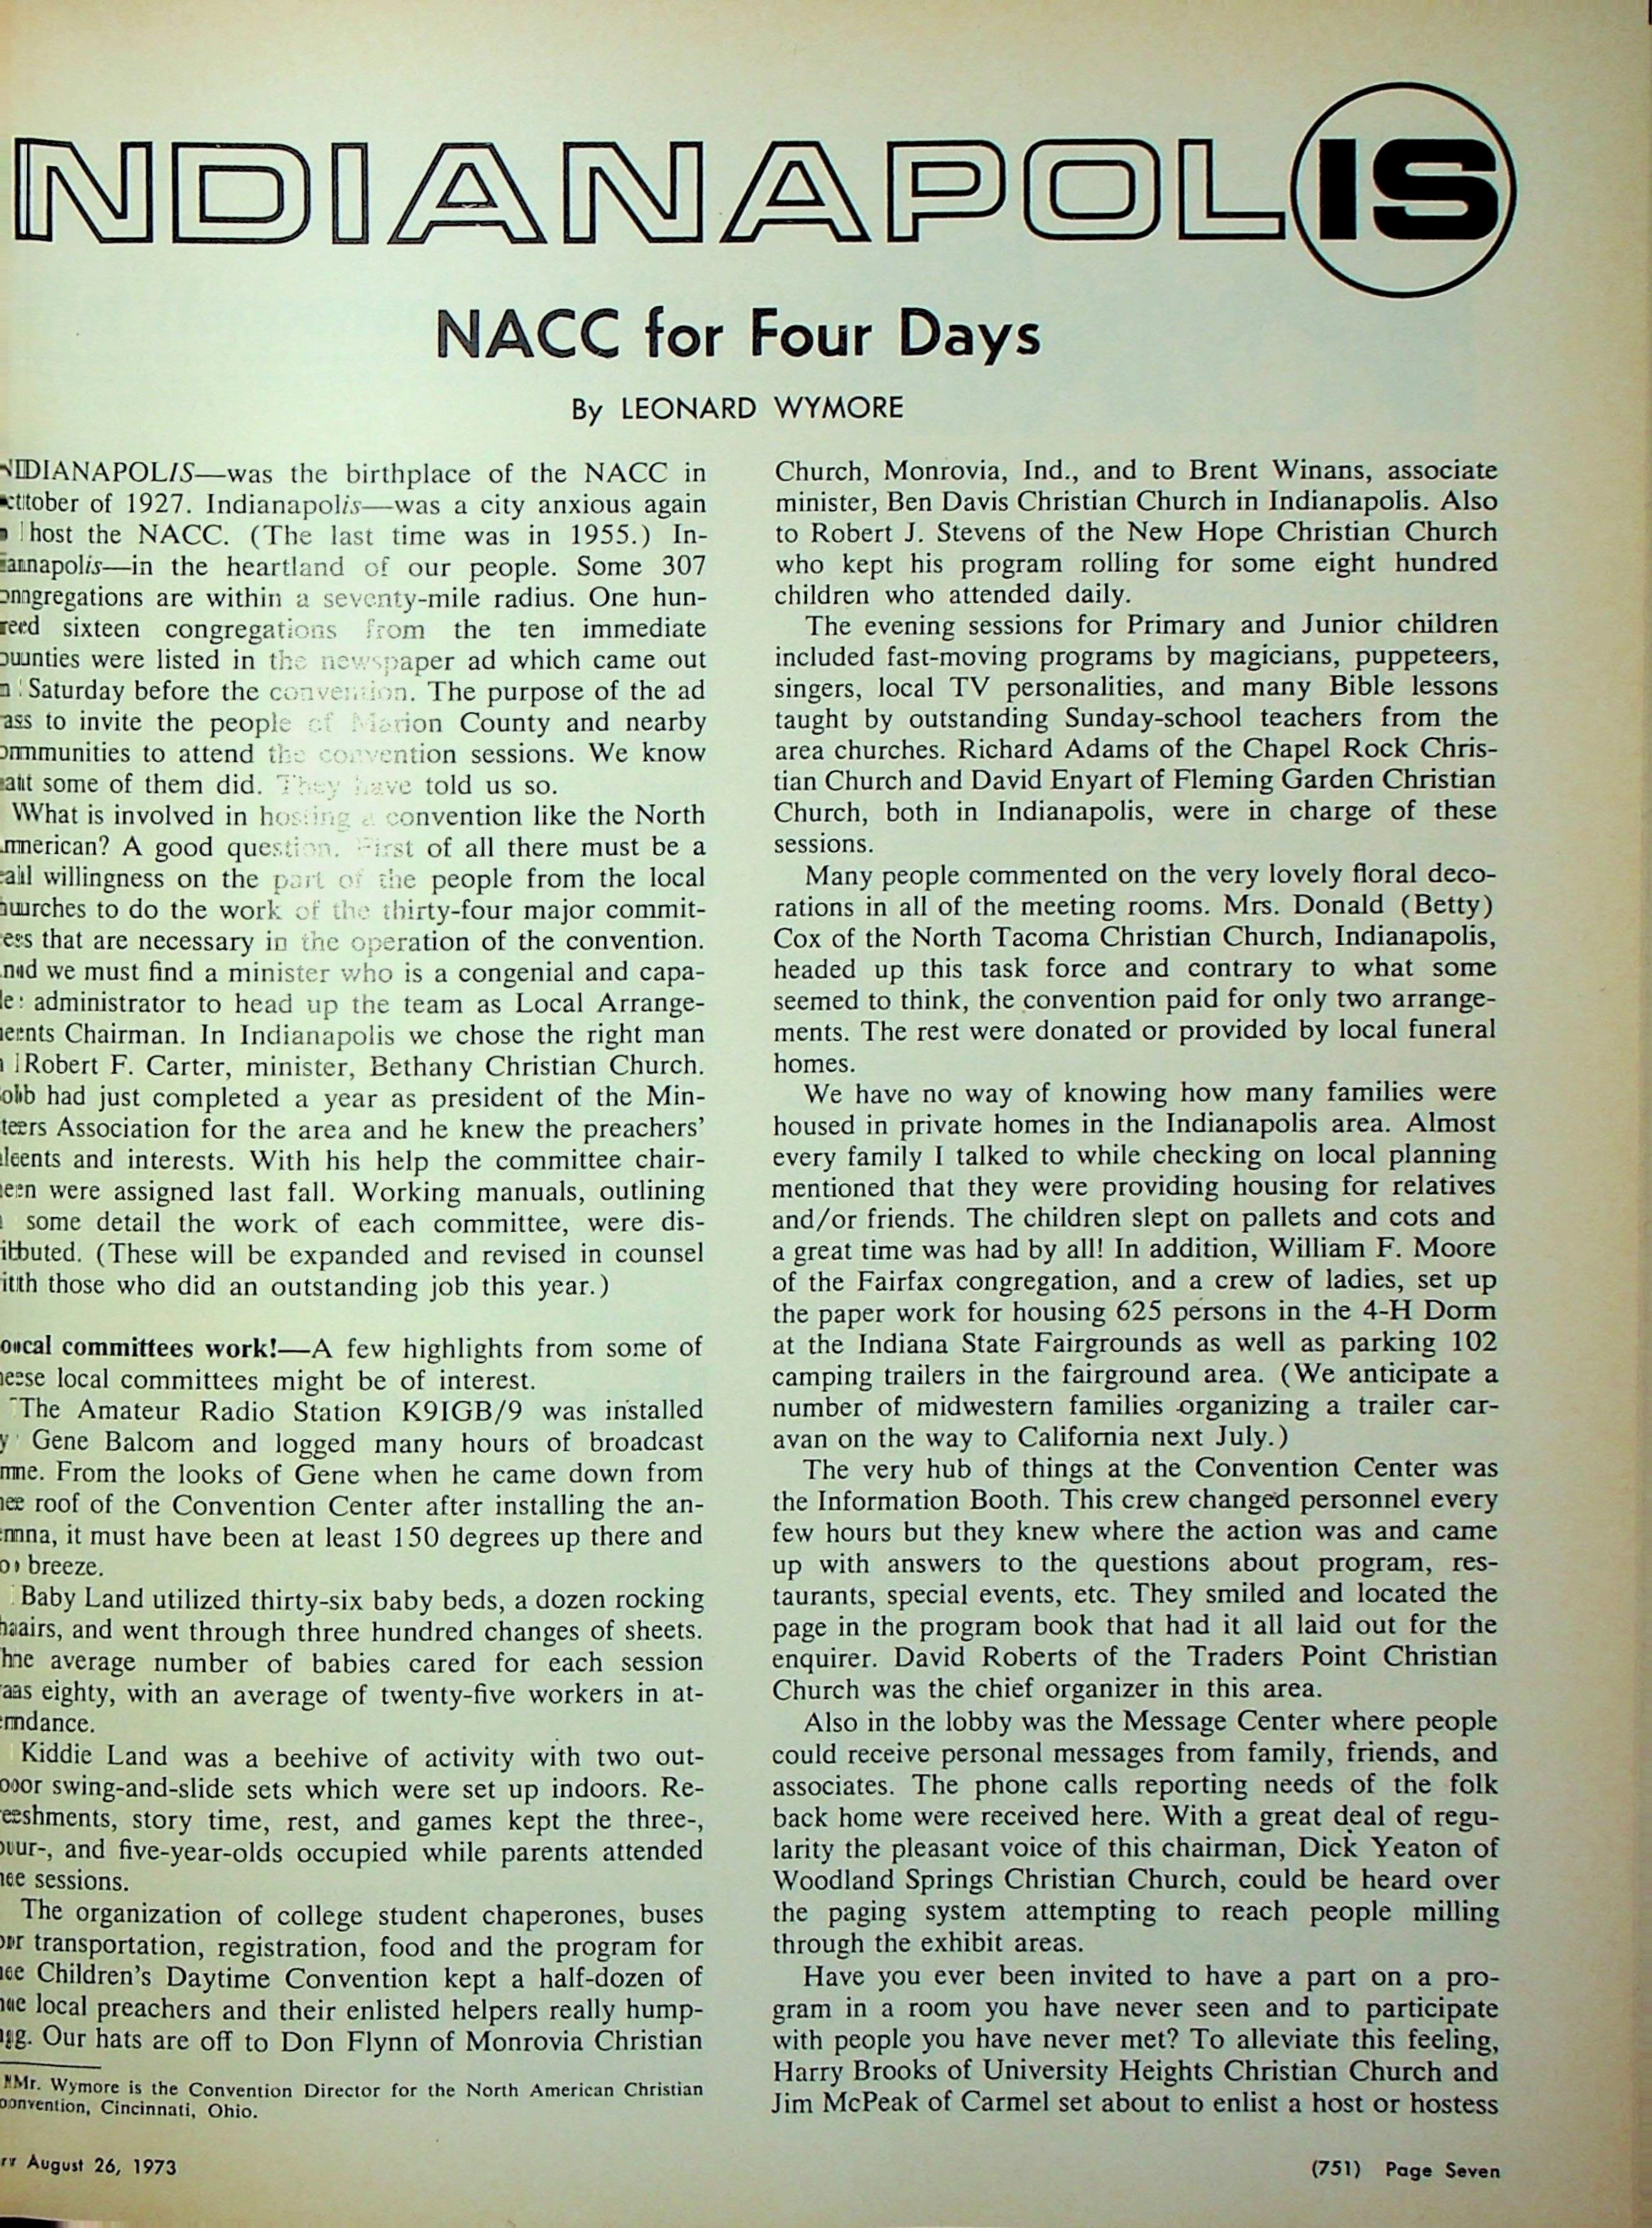 NDIANAPOLIS
NACC for Four Days
By LEONARD WYMORE
NDIANAPOLIS—was the birthplace of the NACC in
ctober of 1927. Indianapolis—was a city anxious again
host the NACC. (The last time was in 1955.) In-
anapolis—in the heartland of our people. Some 307
ongregations are within a seventy-mile radius. One hun-
red sixteen congregations from the ten immediate
ounties were listed in the newspaper ad which came out
n Saturday before the convention. The purpose of the ad
as to invite the people of Marion County and nearby
ommunities to attend the convention sessions. We know
at some of them did. They have told us so.
What is involved in hosting a convention like the North
merican? A good question. First of all there must be a
eal willingness on the part of the people from the local
hurches to do the work of the thirty-four major commit-
ees that are necessary in the operation of the convention.
nd we must find a minister who is a congenial and capa-
le administrator to head up the team as Local Arrange-
ments Chairman. In Indianapolis we chose the right man
Robert F. Carter, minister, Bethany Christian Church.
ob had just completed a year as president of the Min-
ters Association for the area and he knew the preachers'
lents and interests. With his help the committee chair-
en were assigned last fall. Working manuals, outlining
some detail the work of each committee, were dis-
ibuted. (These will be expanded and revised in counsel
ith those who did an outstanding job this year.)
ocal committees work!—A few highlights from some of
hese local committees might be of interest.
The Amateur Radio Station K9IGB/9 was installed
y Gene Balcom and logged many hours of broadcast
me. From the looks of Gene when he came down from
he roof of the Convention Center after installing the an-
enna, it must have been at least 150 degrees up there and
o breeze.
Baby Land utilized thirty-six baby beds, a dozen rocking
hairs, and went through three hundred changes of sheets.
he average number of babies cared for each session
as eighty, with an average of twenty-five workers in at-
endance.
Kiddie Land was a beehive of activity with two out-
oor swing-and-slide sets which were set up indoors. Re-
eshments, story time, rest, and games kept the three-,
our-, and five-year-olds occupied while parents attended
he sessions.
The organization of college student chaperones, buses
or transportation, registration, food and the program for
he Children's Daytime Convention kept a half-dozen of
he local preachers and their enlisted helpers really hump-
ng. Our hats are off to Don Flynn of Monrovia Christian
Mr. Wymore is the Convention Director for the North American Christian
onvention, Cincinnati, Ohio.
Church, Monrovia, Ind., and to Brent Winans, associate
minister, Ben Davis Christian Church in Indianapolis. Also
to Robert J. Stevens of the New Hope Christian Church
who kept his program rolling for some eight hundred
children who attended daily.
The evening sessions for Primary and Junior children
included fast-moving programs by magicians, puppeteers,
singers, local TV personalities, and many Bible lessons
taught by outstanding Sunday-school teachers from the
area churches. Richard Adams of the Chapel Rock Chris-
tian Church and David Enyart of Fleming Garden Christian
Church, both in Indianapolis, were in charge of these
sessions.
Many people commented on the very lovely floral deco-
rations in all of the meeting rooms. Mrs. Donald (Betty)
Cox of the North Tacoma Christian Church, Indianapolis,
headed up this task force and contrary to what some
seemed to think, the convention paid for only two arrange-
ments. The rest were donated or provided by local funeral
homes.
We have no way of knowing how many families were
housed in private homes in the Indianapolis area. Almost
every family I talked to while checking on local planning
mentioned that they were providing housing for relatives
and/or friends. The children slept on pallets and cots and
a great time was had by all! In addition, William F. Moore
of the Fairfax congregation, and a crew of ladies, set up
the paper work for housing 625 persons in the 4-H Dorm
at the Indiana State Fairgrounds as well as parking 102
camping trailers in the fairground area. (We anticipate a
number of midwestern families organizing a trailer car-
avan on the way to California next July.)
The very hub of things at the Convention Center was
the Information Booth. This crew changed personnel every
few hours but they knew where the action was and came
up with answers to the questions about program, res-
taurants, special events, etc. They smiled and located the
page in the program book that had it all laid out for the
enquirer. David Roberts of the Traders Point Christian
Church was the chief organizer in this area.
Also in the lobby was the Message Center where people
could receive personal messages from family, friends, and
associates. The phone calls reporting needs of the folk
back home were received here. With a great deal of regu-
larity the pleasant voice of this chairman, Dick Yeaton of
Woodland Springs Christian Church, could be heard over
the paging system attempting to reach people milling
through the exhibit areas.
Have you ever been invited to have a part on a pro-
gram in a room you have never seen and to participate
with people you have never met? To alleviate this feeling,
Harry Brooks of University Heights Christian Church and
Jim McPeak of Carmel set about to enlist a host or hostess
August 26, 1973
(751) Page Seven